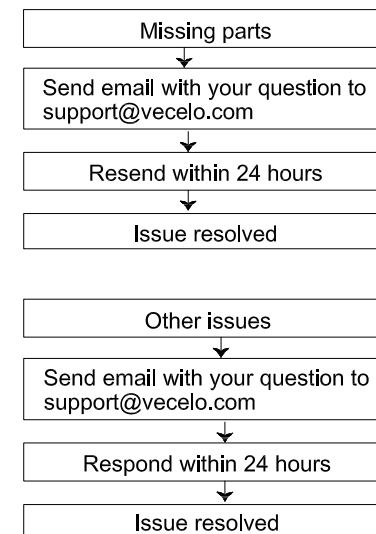 Missing parts
Send email with your question to
support@vecelo.com
Resend within 24 hours
Issue resolved
Other issues
Send email with your question to
support@vecelo.com
Respond within 24 hours
Issue resolved